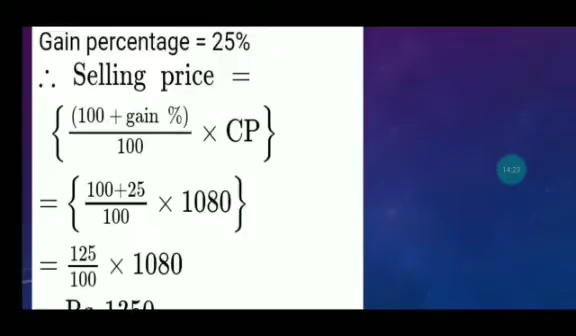 Gain percentage = 25%
∴ Selling price =
{(100 + gain %)/100 × CP}
= {100+25/100 × 1080}
= 125/100 × 1080
14:23